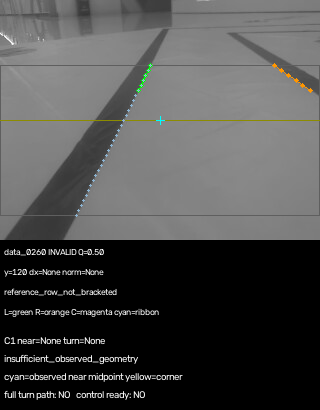 data_0260 INVALID Q=0.50
y=120 dx=None norm=None
reference_row_not_bracketed
L=green R=orange C=magenta cyan=ribbon
C1 near=None turn=None
insufficient_observed_geometry
cyan=observed near midpoint yellow=corner
full turn path: NO control ready: NO